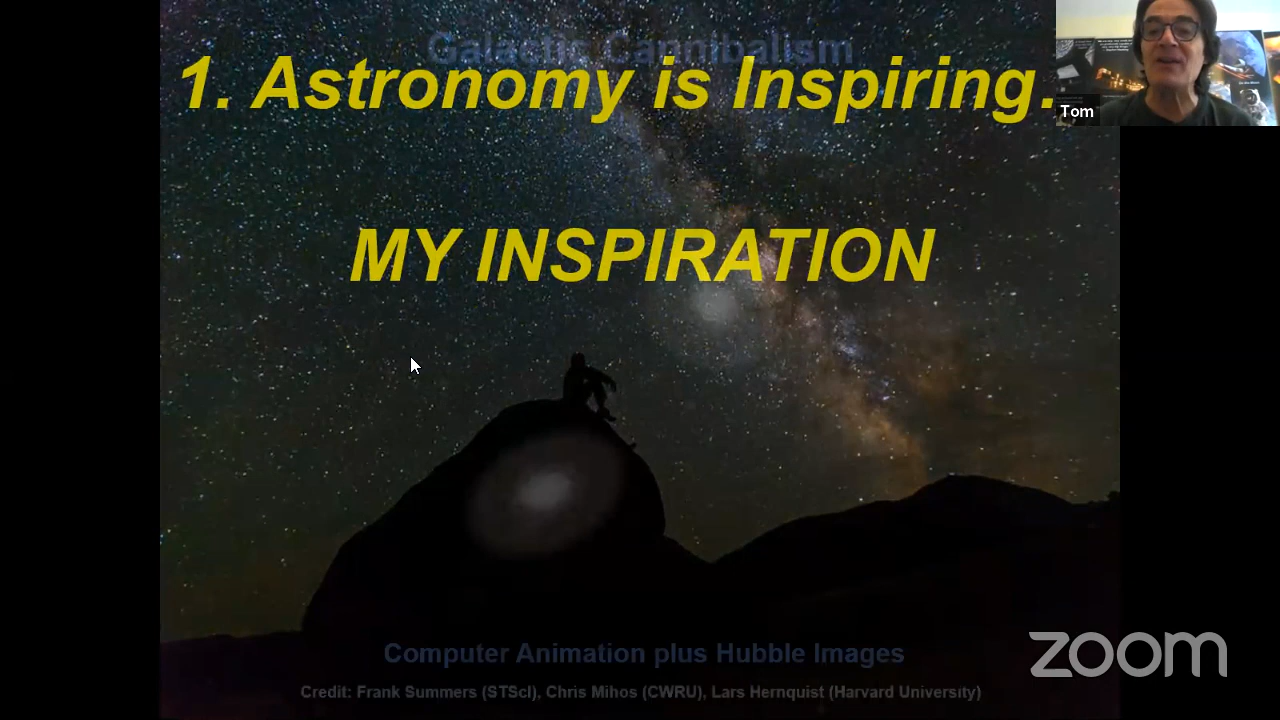 Galactic Cannibalism
1. Astronomy is Inspiring.
Tom
MY INSPIRATION
Computer Animation plus Hubble Images
zoom
Credit: Frank Summers (STScI), Chris Mihos (CWRU), Lars Hernquist (Harvard University)